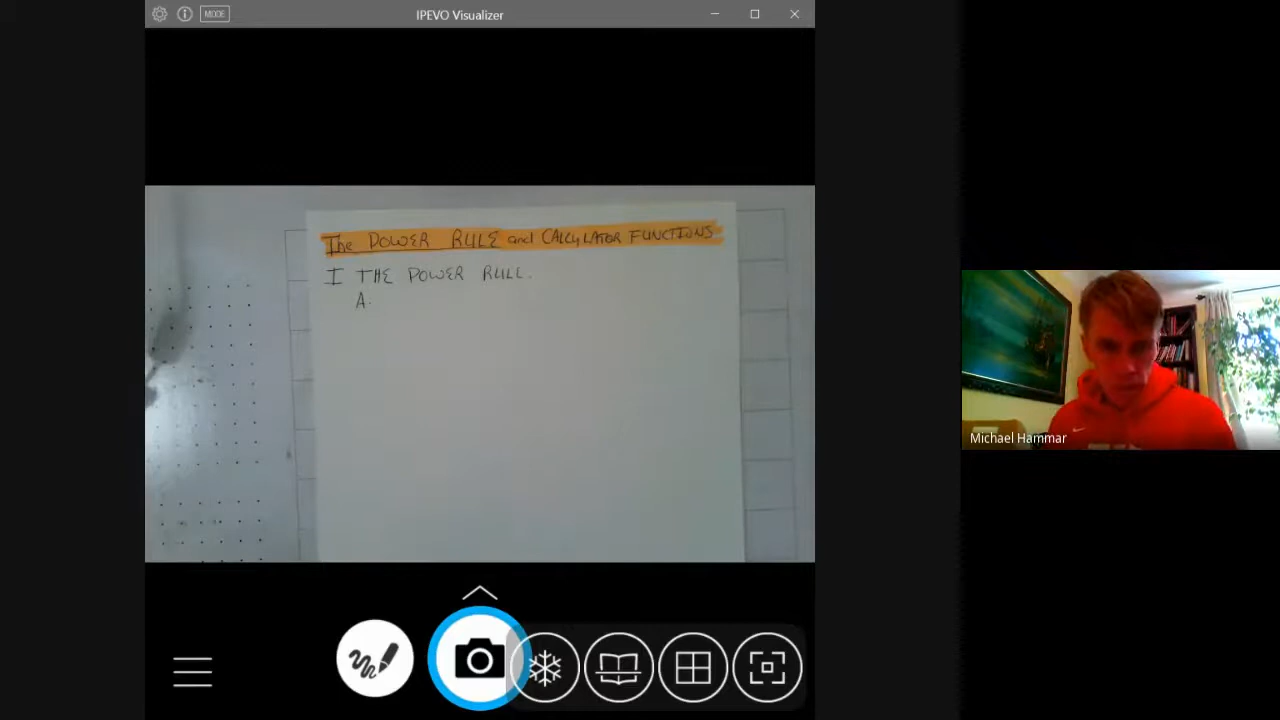 MODE
IPEVO Visualizer
The POWER RULE and CALCULATOR FUNCTIONS
I THE POWER RULE.
A.
Michael Hammar